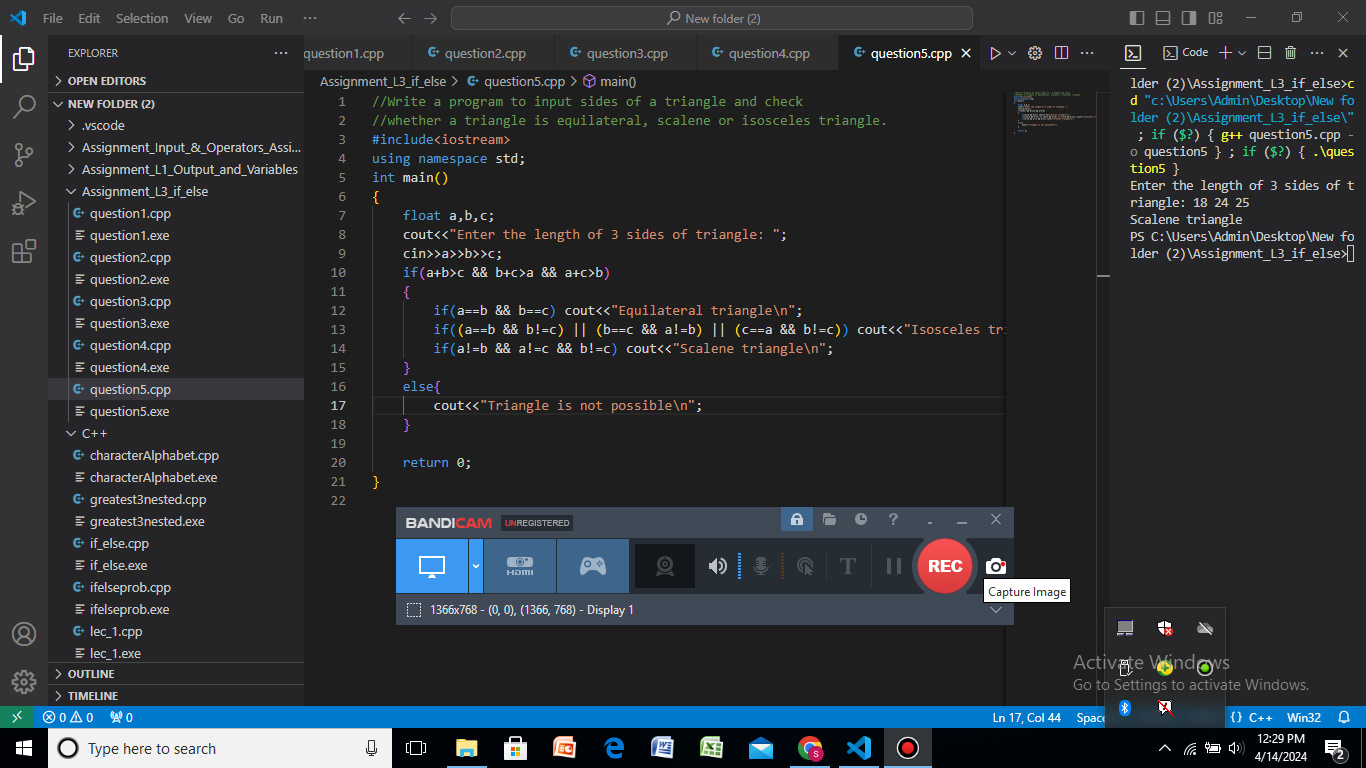 File Edit Selection View Go Run ···
New folder (2)
EXPLORER
OPEN EDITORS
NEW FOLDER (2)
.vscode
Assignment_Input_&_Operators_Assi...
Assignment_L1_Output_and_Variables
Assignment_L3_if_else
question1.cpp
question1.exe
question2.cpp
question2.exe
question3.cpp
question3.exe
question4.cpp
question4.exe
question5.cpp
question5.exe
C++
characterAlphabet.cpp
characterAlphabet.exe
greatest3nested.cpp
greatest3nested.exe
if_else.cpp
if_else.exe
ifelseprob.cpp
ifelseprob.exe
lec_1.cpp
lec_1.exe
OUTLINE
TIMELINE
question1.cpp question2.cpp question3.cpp question4.cpp question5.cpp
Assignment_L3_if_else > question5.cpp > main()
1 //Write a program to input sides of a triangle and check
2 //whether a triangle is equilateral, scalene or isosceles triangle.
3 #include<iostream>
4 using namespace std;
5 int main()
6 {
7 float a,b,c;
8 cout<<"Enter the length of 3 sides of triangle: ";
9 cin>>a>>b>>c;
10 if(a+b>c && b+c>a && a+c>b)
11 {
12 if(a==b && b==c) cout<<"Equilateral triangle\n";
13 if((a==b && b!=c) || (b==c && a!=b) || (c==a && b!=c)) cout<<"Isosceles tri
14 if(a!=b && a!=c && b!=c) cout<<"Scalene triangle\n";
15 }
16 else{
17 cout<<"Triangle is not possible\n";
18 }
19
20 return 0;
21 }
22
Code
lder (2)\Assignment_L3_if_else>c
d "c:\Users\Admin\Desktop\New fo
lder (2)\Assignment_L3_if_else\"
; if ($?) { g++ question5.cpp -
o question5 } ; if ($?) { .\ques
tion5 }
Enter the length of 3 sides of t
riangle: 18 24 25
Scalene triangle
PS C:\Users\Admin\Desktop\New fo
lder (2)\Assignment_L3_if_else>
BANDICAM UNREGISTERED
HDMI
T
REC
Capture Image
1366x768 - (0, 0), (1366, 768) - Display 1
Activate Windows
Go to Settings to activate Windows.
0 0 0
Ln 17, Col 44 {} C++ Win32
Type here to search
12:29 PM
4/14/2024
2